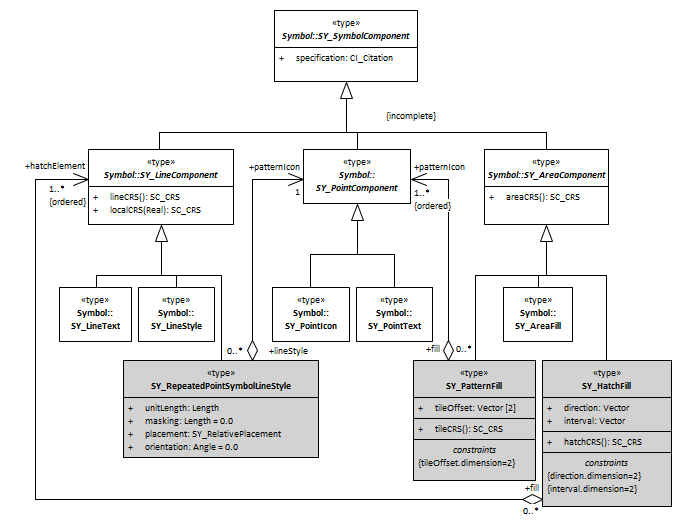 «type»
Symbol::SY_SymbolComponent
+ specification: CI_Citation
{incomplete}
+hatchElement
1..*
{ordered}
«type»
Symbol::SY_LineComponent
+ lineCRS(): SC_CRS
+ localCRS(Real): SC_CRS
+patternIcon
1
«type»
Symbol::
SY_PointComponent
+patternIcon
1..*
{ordered}
«type»
Symbol::SY_AreaComponent
+ areaCRS(): SC_CRS
«type»
Symbol::
SY_LineText
«type»
Symbol::
SY_LineStyle
«type»
Symbol::
SY_PointIcon
«type»
Symbol::
SY_PointText
«type»
Symbol::
SY_AreaFill
0..*
+lineStyle
+fill
0..*
«type»
SY_RepeatedPointSymbolLineStyle
+ unitLength: Length
+ masking: Length = 0.0
+ placement: SY_RelativePlacement
+ orientation: Angle = 0.0
«type»
SY_PatternFill
+ tileOffset: Vector [2]
+ tileCRS(): SC_CRS
constraints
{tileOffset.dimension=2}
«type»
SY_HatchFill
+ direction: Vector
+ interval: Vector
+ hatchCRS(): SC_CRS
constraints
{direction.dimension=2}
{interval.dimension=2}
+fill
0..*